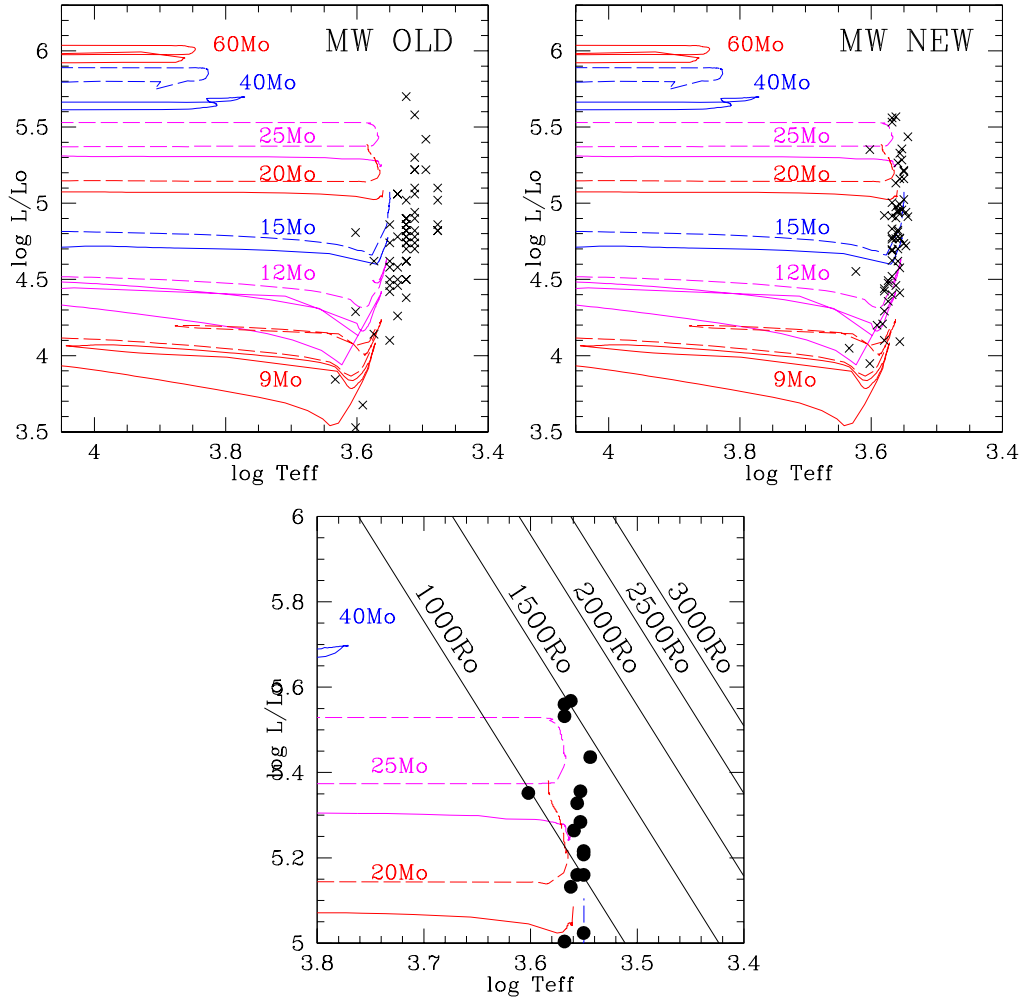 MW OLD
60Mo
40Mo
25Mo
20Mo
15Mo
12Mo
9Mo
6
5.5
5
4.5
4
3.5
log L/Lo
4
3.8
3.6
3.4
log Teff
MW NEW
60Mo
40Mo
25Mo
20Mo
15Mo
12Mo
9Mo
6
5.5
5
4.5
4
3.5
log L/Lo
4
3.8
3.6
3.4
log Teff
1000Ro
1500Ro
2000Ro
2500Ro
3000Ro
40Mo
25Mo
20Mo
6
5.8
5.6
5.4
5.2
5
log L/Lo
3.8
3.7
3.6
3.5
3.4
log Teff